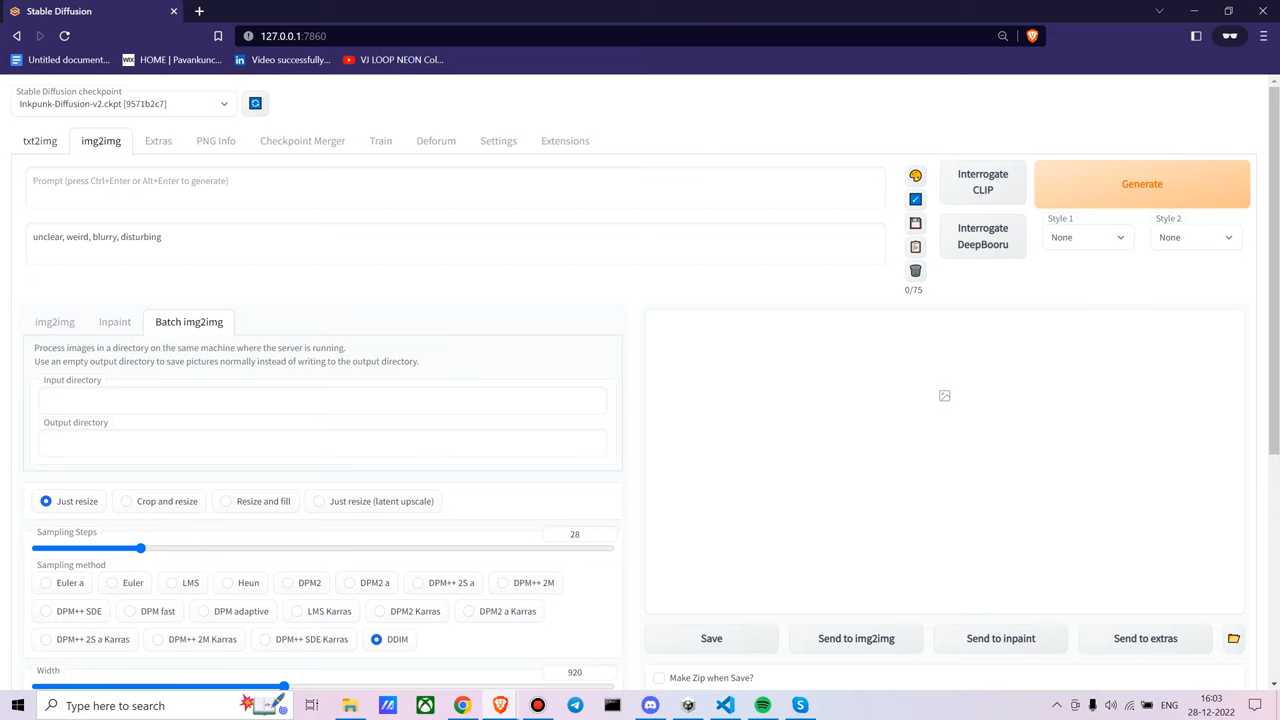 Stable Diffusion
127.0.0.1:7860
Untitled document...
WIX HOME | Pavankunc...
in Video successfully...
VJ LOOP NEON Col...
Stable Diffusion checkpoint
Inkpunk-Diffusion-v2.ckpt [9571b2c7]
txt2img img2img Extras PNG Info Checkpoint Merger Train Deforum Settings Extensions
Prompt (press Ctrl+Enter or Alt+Enter to generate)
unclear, weird, blurry, disturbing
0/75
Interrogate
CLIP
Interrogate
DeepBooru
Generate
Style 1
None
Style 2
None
img2img Inpaint Batch img2img
Process images in a directory on the same machine where the server is running.
Use an empty output directory to save pictures normally instead of writing to the output directory.
Input directory
Output directory
Just resize Crop and resize Resize and fill Just resize (latent upscale)
Sampling Steps
28
Sampling method
Euler a Euler LMS Heun DPM2 DPM2 a DPM++ 2S a DPM++ 2M
DPM++ SDE DPM fast DPM adaptive LMS Karras DPM2 Karras DPM2 a Karras
DPM++ 2S a Karras DPM++ 2M Karras DPM++ SDE Karras DDIM
Width
920
Save Send to img2img Send to inpaint Send to extras
Make Zip when Save?
Type here to search
ENG
16:03
28-12-2022